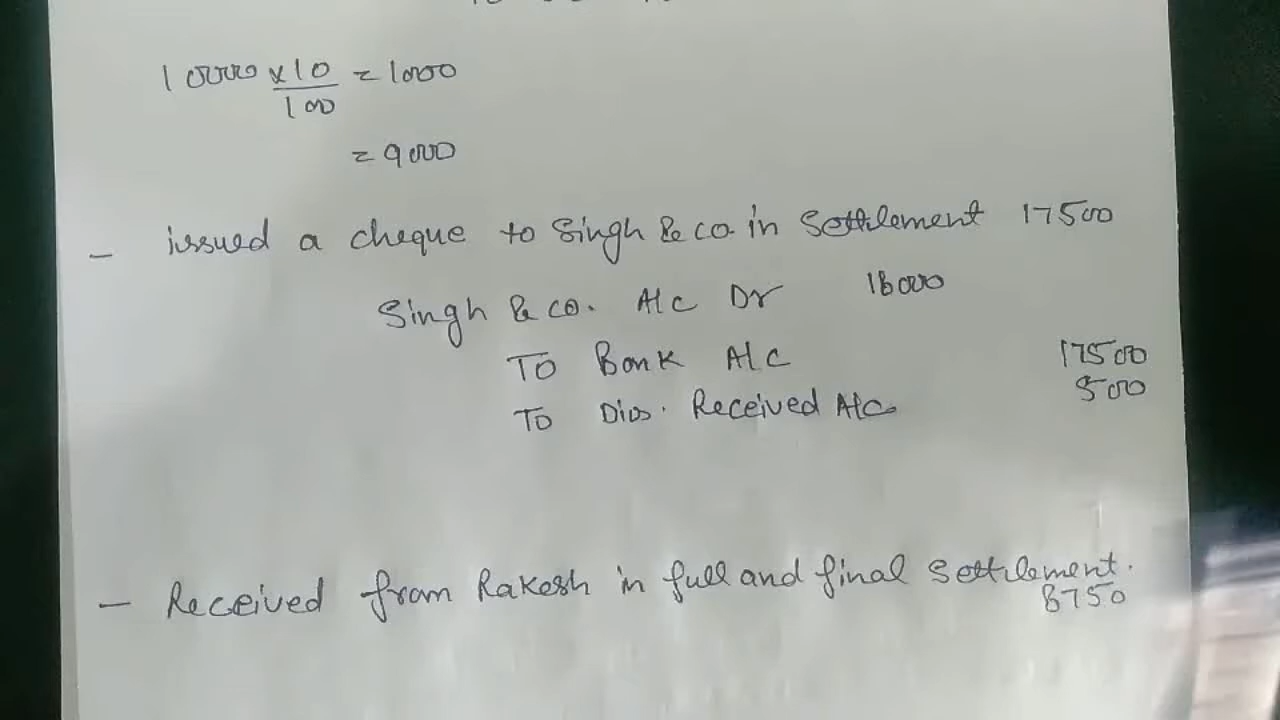 10000 × 10 = 1000
100
= 9000
- issued a cheque to Singh & co. in Settlement 17500
Singh & co. A/c Dr 18000
To Bank A/c 17500
To Dis. Received A/c 500
- Received from Rakesh in full and final settlement.
8750